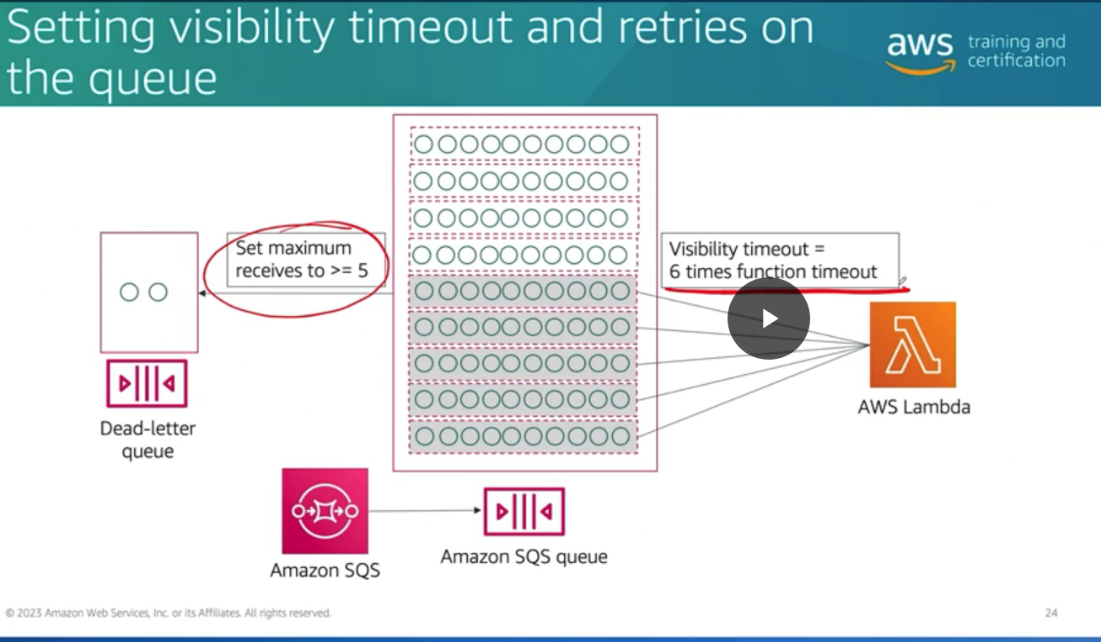 Setting visibility timeout and retries on
the queue
aws training and
certification
Set maximum
receives to >= 5
Visibility timeout =
6 times function timeout
AWS Lambda
Dead-letter
queue
Amazon SQS
Amazon SQS queue
© 2023 Amazon Web Services, Inc. or its Affiliates. All rights reserved.
24